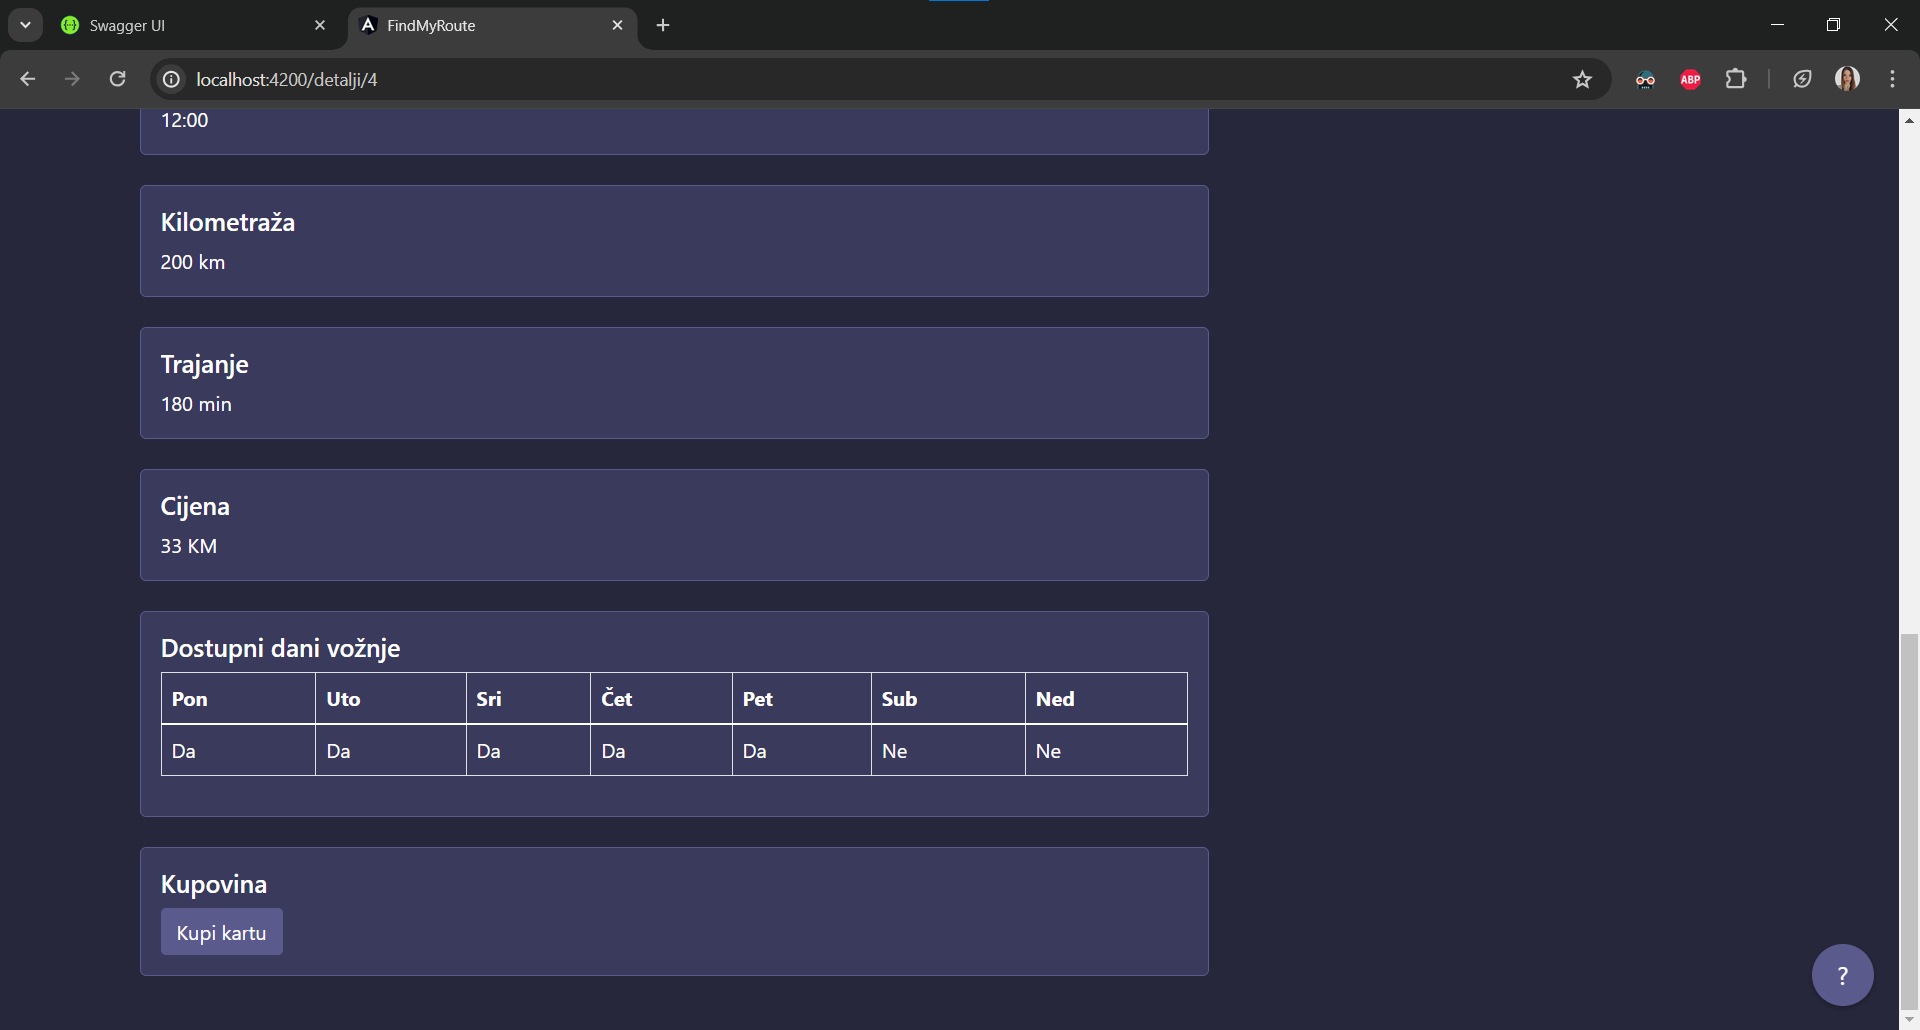 Swagger UI
FindMyRoute
localhost:4200/detalji/4
ABP
12:00
Kilometraža
200 km
Trajanje
180 min
Cijena
33 KM
Dostupni dani vožnje
Pon Uto Sri Čet Pet Sub Ned
Da Da Da Da Da Ne Ne
Kupovina
Kupi kartu
?